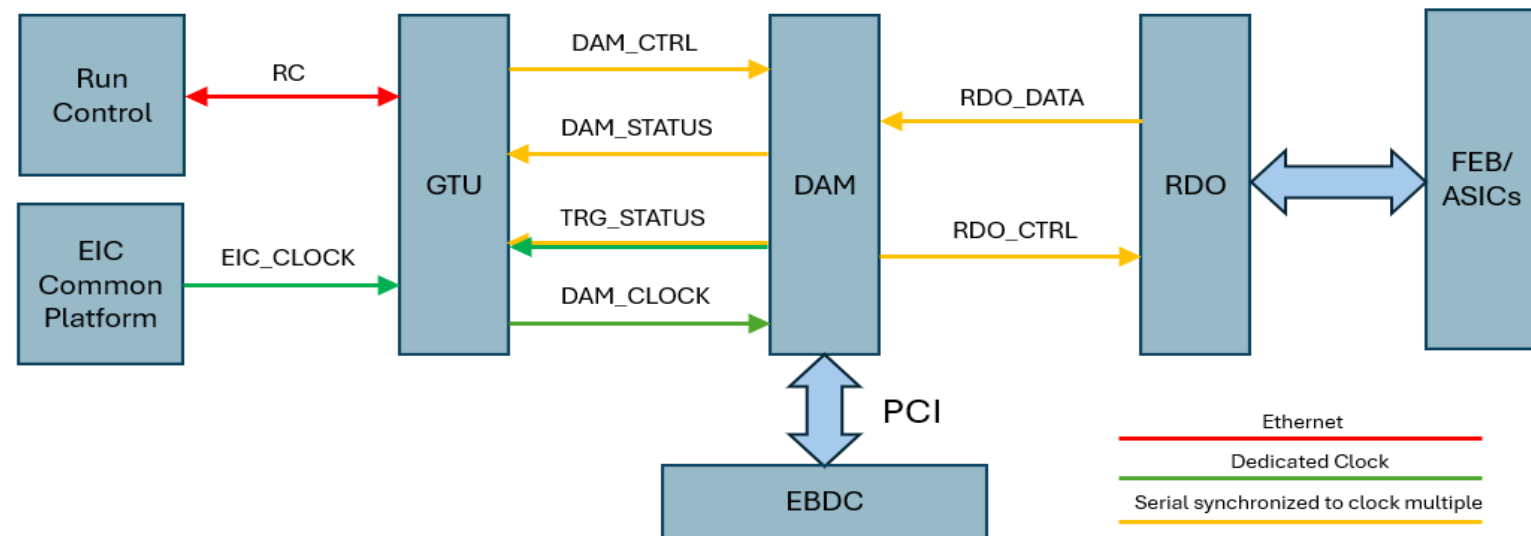 Run
Control
RC
EIC
Common
Platform
EIC_CLOCK
GTU
DAM_CTRL
DAM_STATUS
TRG_STATUS
DAM_CLOCK
DAM
RDO_DATA
RDO_CTRL
RDO
FEB/
ASICs
PCI
EBDC
Ethernet
Dedicated Clock
Serial synchronized to clock multiple